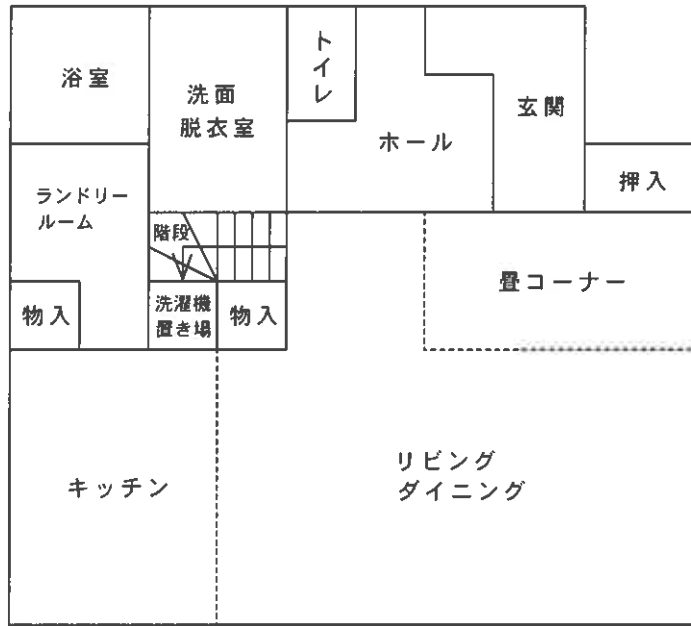 浴室
洗面
脱衣室
トイレ
ホール
玄関
押入
ランドリー
ルーム
階段
畳コーナー
物入
洗濯機
置き場
物入
キッチン
リビング
ダイニング